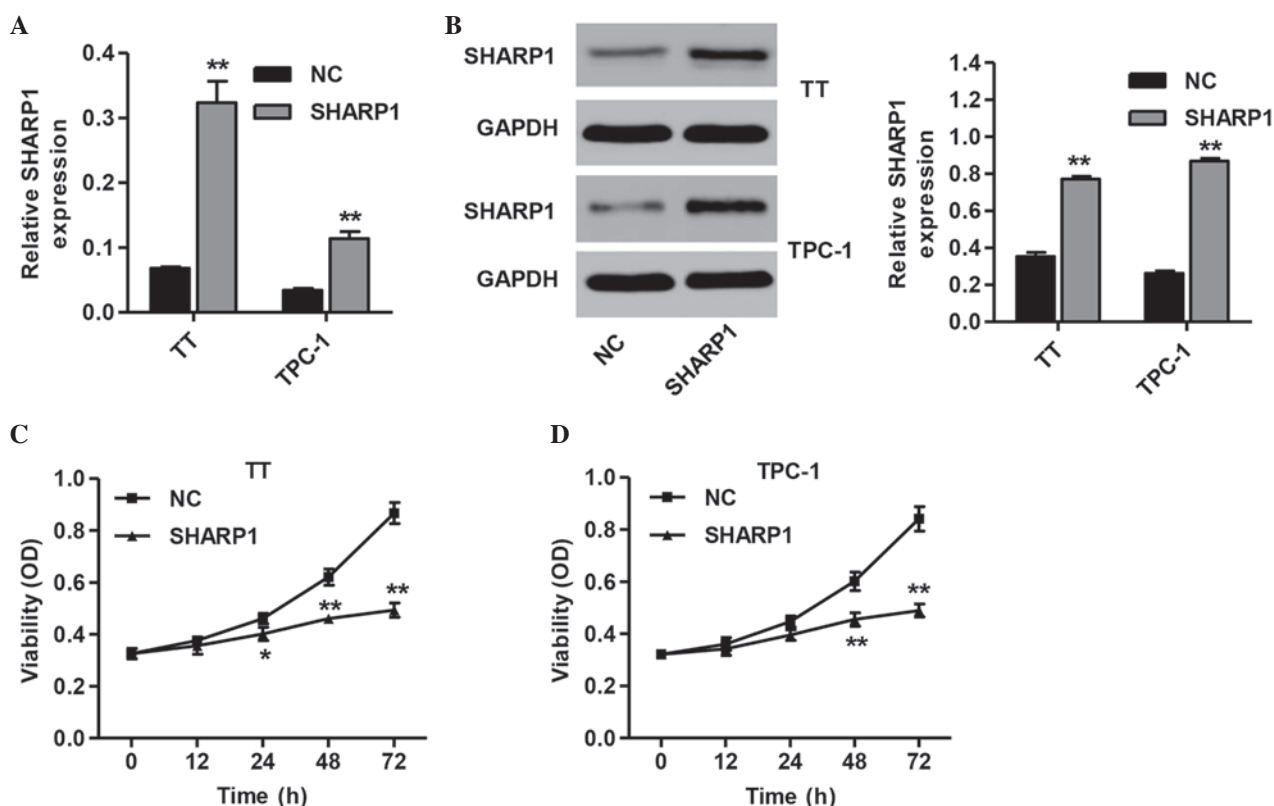 A
Relative SHARP1
expression
0.4
0.3
0.2
0.1
0.0
**
**
NC
SHARP1
TT
TPC-1
B
SHARP1
GAPDH
SHARP1
GAPDH
TT
TPC-1
NC
SHARP1
Relative SHARP1
expression
1.4
1.2
1.0
0.8
0.6
0.4
0.2
0.0
NC
SHARP1
**
**
TT
TPC-1
C
TT
Viability (OD)
1.0
0.8
0.6
0.4
0.2
0.0
NC
SHARP1
*
**
**
0 12 24 48 72
Time (h)
D
TPC-1
Viability (OD)
1.0
0.8
0.6
0.4
0.2
0.0
NC
SHARP1
**
**
0 12 24 48 72
Time (h)